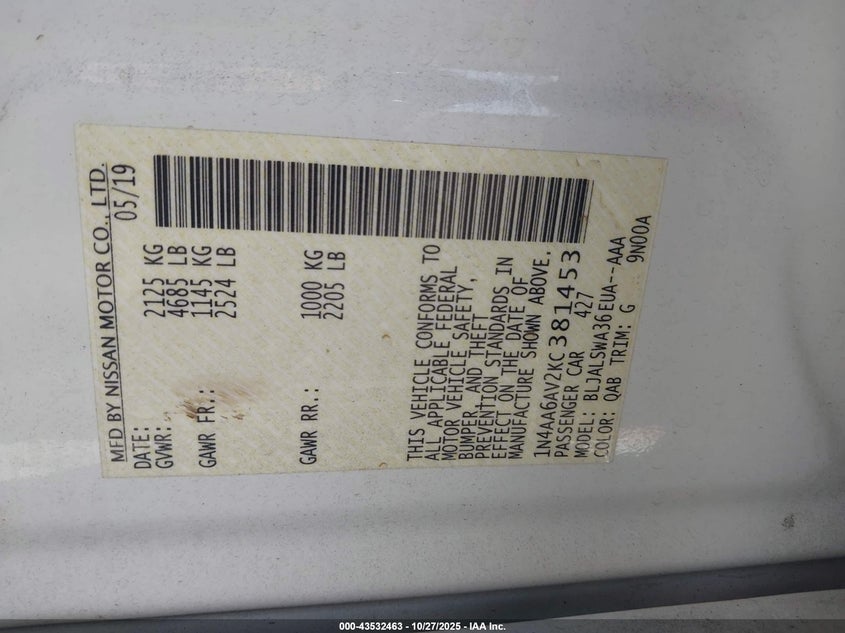 MFD BY NISSAN MOTOR CO., LTD.
DATE: 05/19
GVWR: 2125 KG
4685 LB
GAWR FR.: 1145 KG
2524 LB
GAWR RR.: 1000 KG
2205 LB
THIS VEHICLE CONFORMS TO
ALL APPLICABLE FEDERAL
MOTOR VEHICLE SAFETY,
BUMPER, AND THEFT
PREVENTION STANDARDS IN
EFFECT ON THE DATE OF
MANUFACTURE SHOWN ABOVE.
1N4AA6AV2KC381453
PASSENGER CAR 427
MODEL: BLJALSWA36EUA--AAA
COLOR: QAB TRIM: G 9N00A
000-43532463 - 10/27/2025 - IAA Inc.